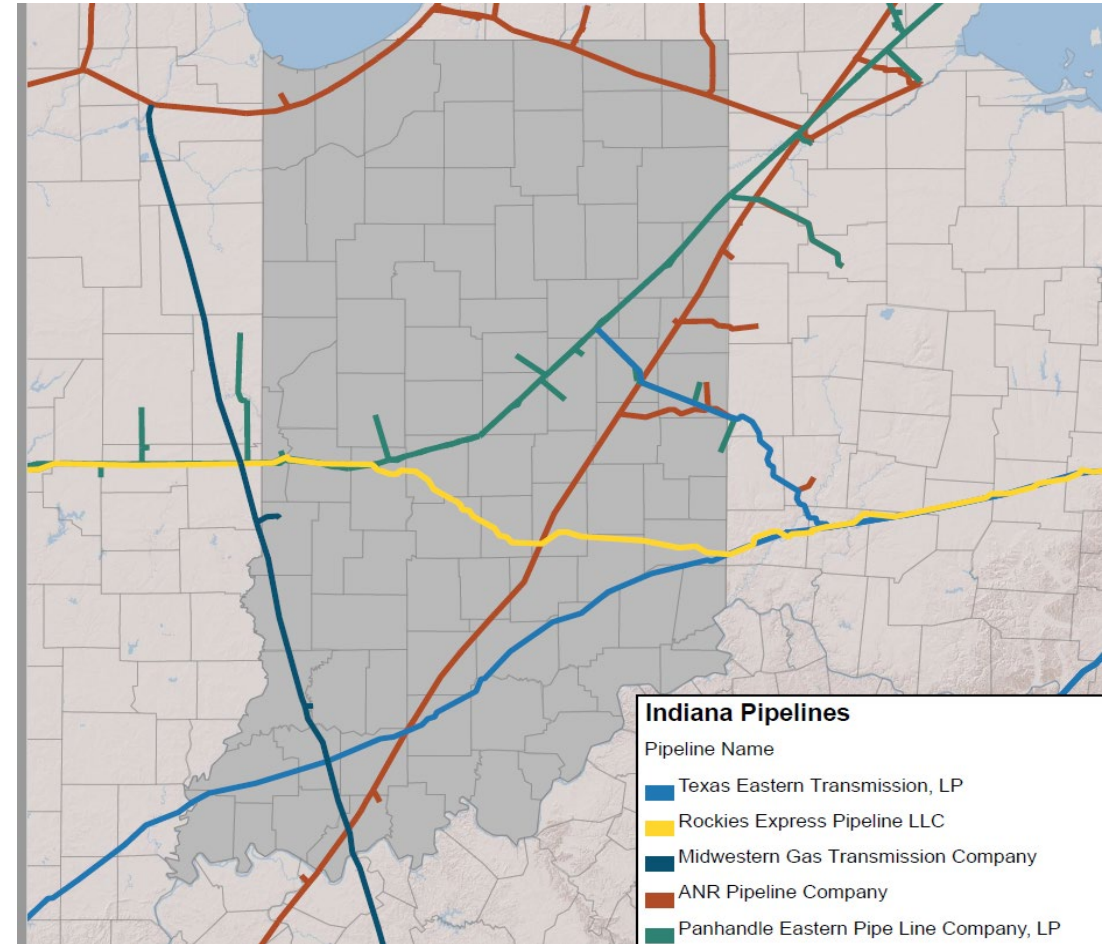 Indiana Pipelines
Pipeline Name
Texas Eastern Transmission, LP
Rockies Express Pipeline LLC
Midwestern Gas Transmission Company
ANR Pipeline Company
Panhandle Eastern Pipe Line Company, LP